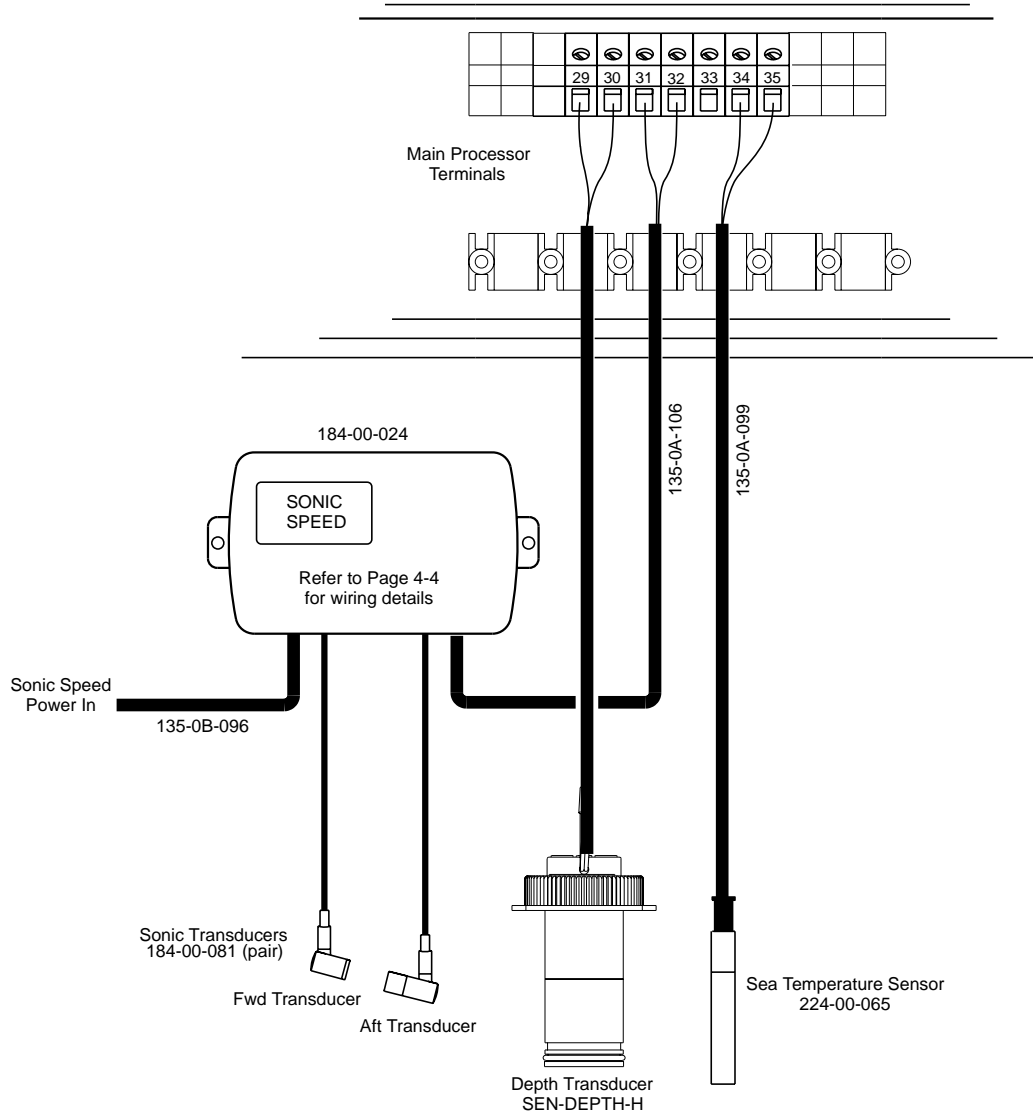 29 30 31 32 33 34 35
Main Processor
Terminals
135-0A-106
135-0A-099
184-00-024
SONIC
SPEED
Refer to Page 4-4
for wiring details
Sonic Speed
Power In
135-0B-096
Sonic Transducers
184-00-081 (pair)
Fwd Transducer
Aft Transducer
Sea Temperature Sensor
224-00-065
Depth Transducer
SEN-DEPTH-H